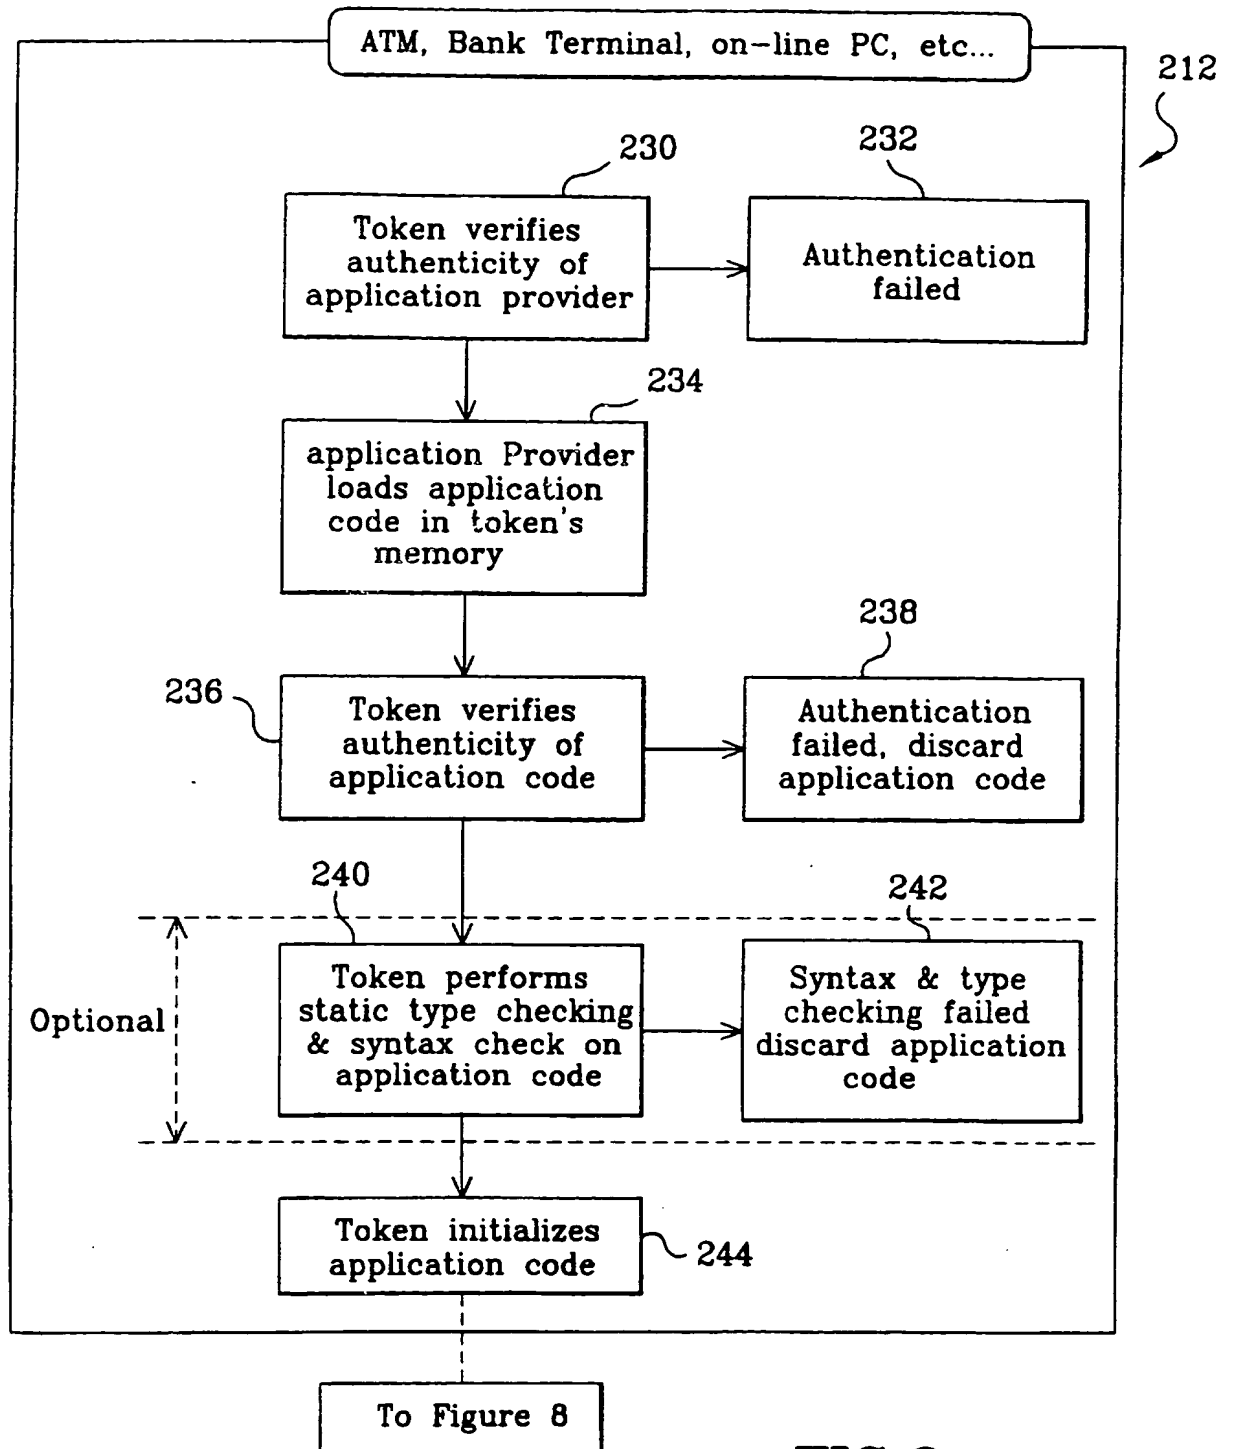 ATM, Bank Terminal, on-line PC, etc...
212
230
232
Token verifies
authenticity of
application provider
Authentication
failed
234
application Provider
loads application
code in token's
memory
238
236
Token verifies
authenticity of
application code
Authentication
failed, discard
application code
240
242
Optional
Token performs
static type checking
& syntax check on
application code
Syntax & type
checking failed
discard application
code
Token initializes
application code
244
To Figure 8